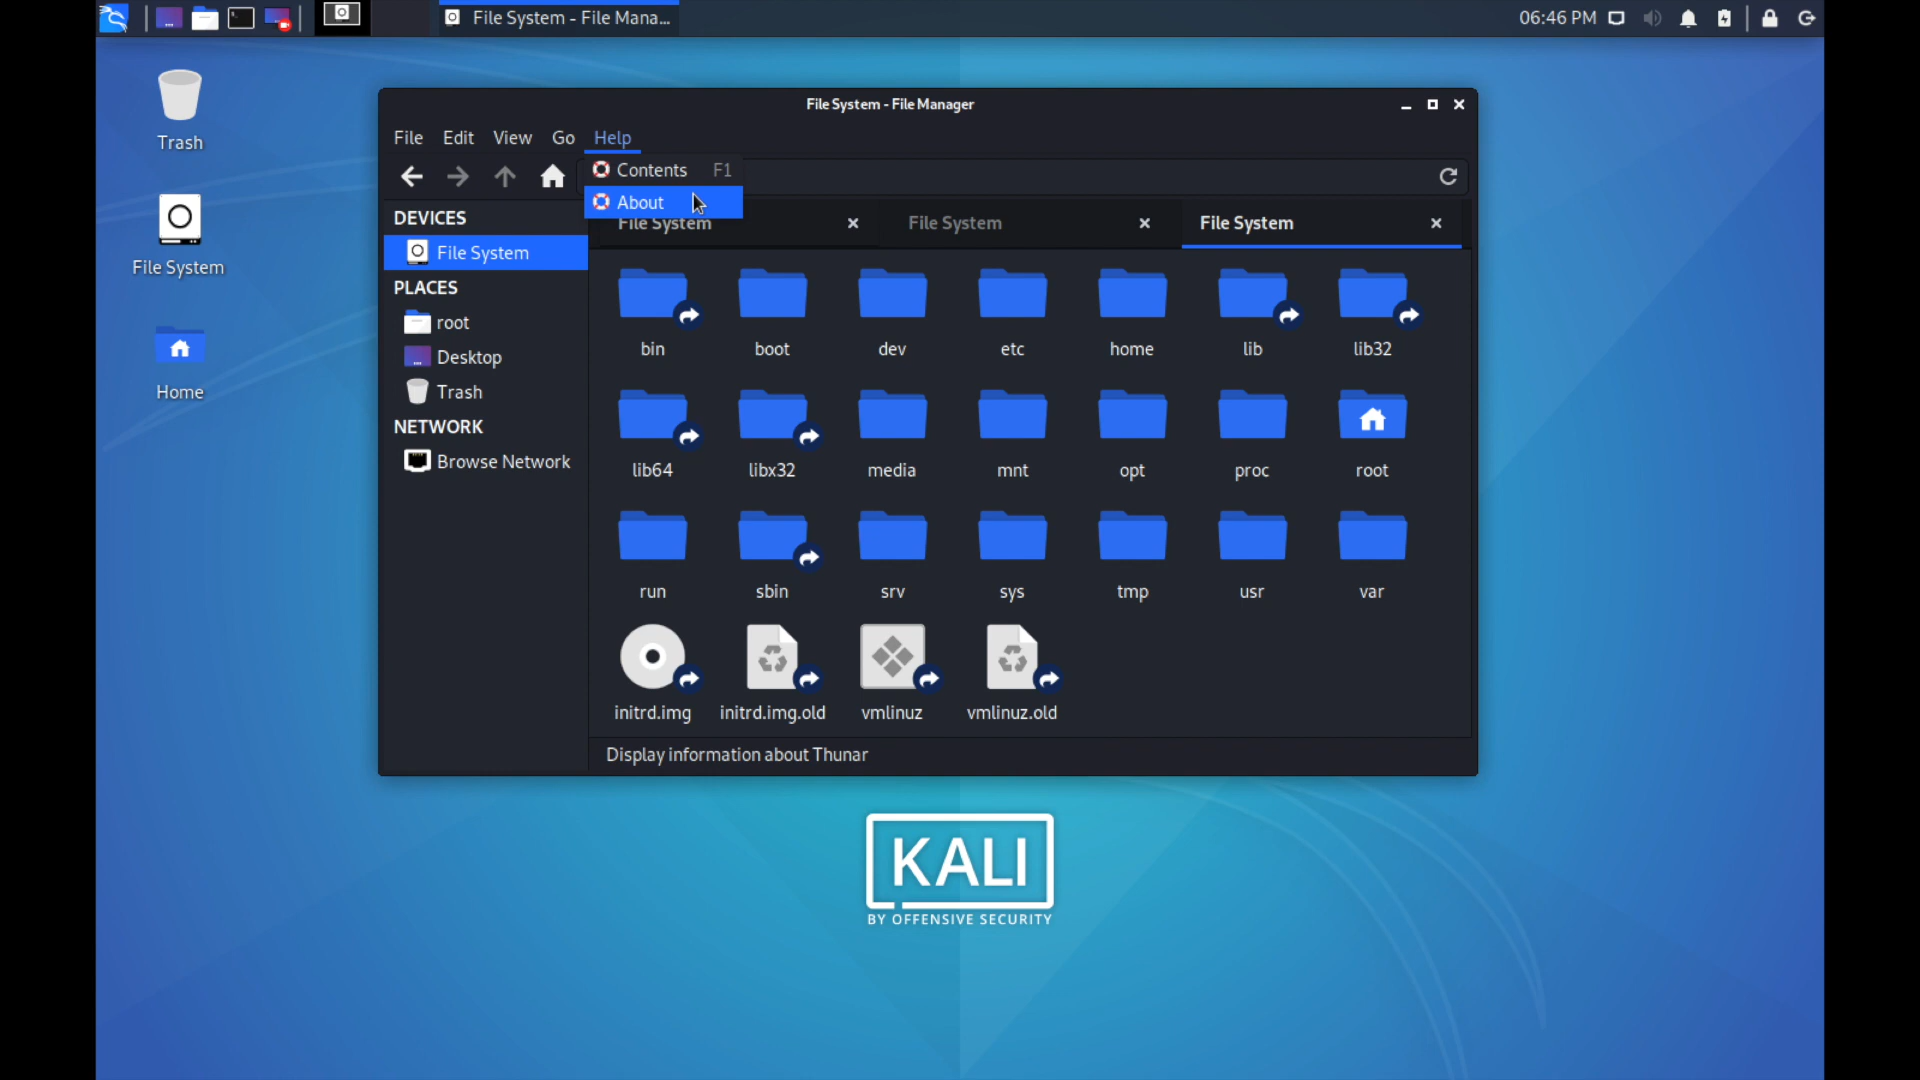 File System - File Mana...
06:46 PM
Trash
File System
Home
File System - File Manager
File Edit View Go Help
Contents F1
About
DEVICES
File System
PLACES
root
Desktop
Trash
NETWORK
Browse Network
File System File System File System
bin boot dev etc home lib lib32
lib64 libx32 media mnt opt proc root
run sbin srv sys tmp usr var
initrd.img initrd.img.old vmlinuz vmlinuz.old
Display information about Thunar
KALI
BY OFFENSIVE SECURITY